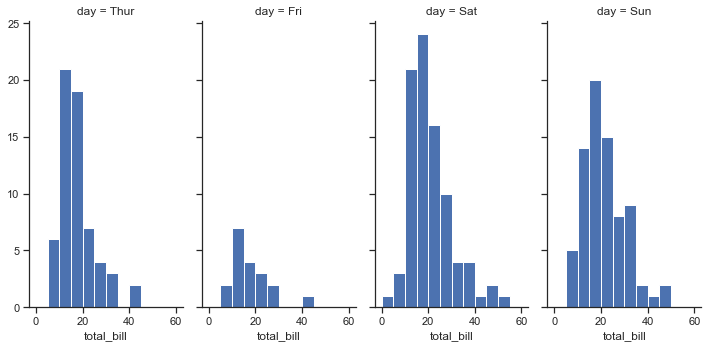 day = Thur
day = Fri
day = Sat
day = Sun
25
20
15
10
5
0
0 20 40 60
0 20 40 60
0 20 40 60
0 20 40 60
total_bill
total_bill
total_bill
total_bill